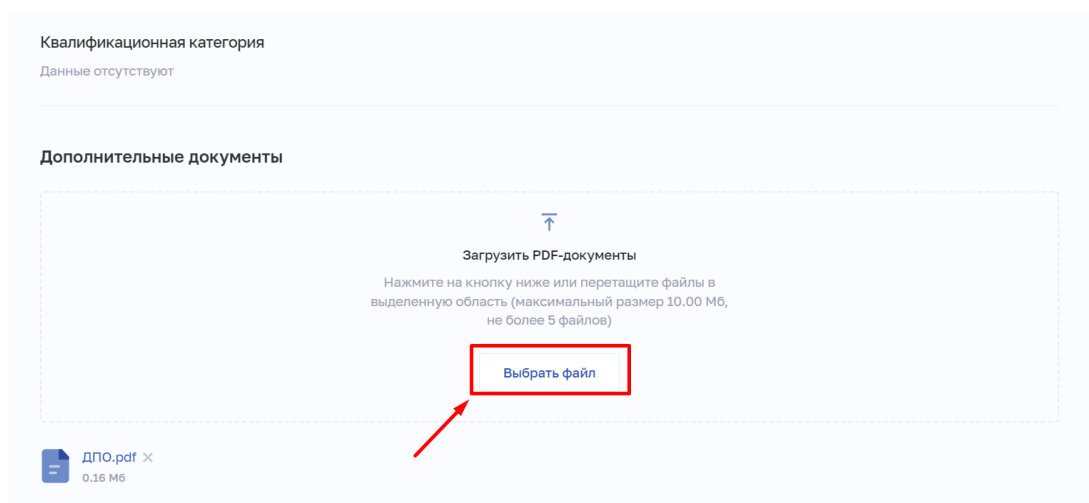 Квалификационная категория
Данные отсутствуют
Дополнительные документы
Загрузить PDF-документы
Нажмите на кнопку ниже или перетащите файлы в
выделенную область (максимальный размер 10.00 Мб,
не более 5 файлов)
Выбрать файл
ДПО.pdf
0.16 Мб